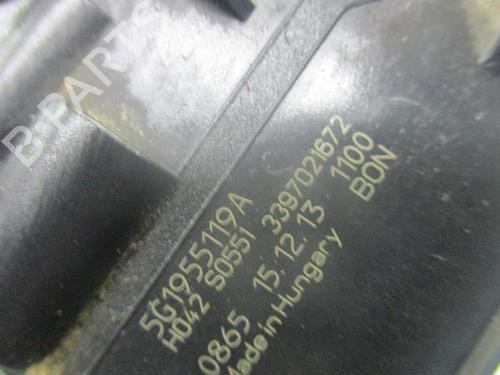 B-PARTS
5G1955119A
H042 S0551 3397021672
0865 15.12.13 1100
Made in Hungary BON